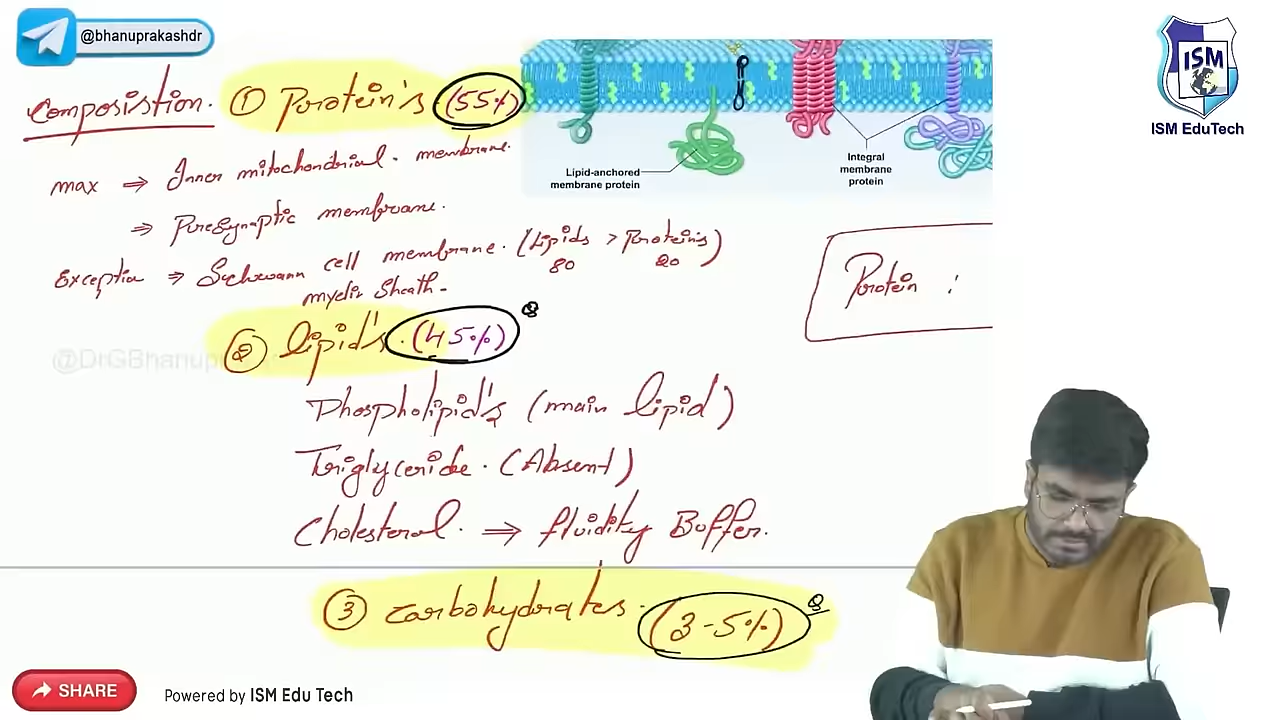 @bhanuprakashdr
ISM
ISM EduTech
Composistion. ① Protein's (55%)
Lipid-anchored
membrane protein
Integral
membrane
protein
max ⇒ Inner mitochondrial. membrane.
⇒ Presynaptic membrane.
Exception ⇒ Schwann cell membrane. (Lipids > Proteins)
80 20
myelin Sheath.
Protein :
② lipid's. (45%)
@DrGBhanupra
Phospholipid's (main lipid)
Triglyceride. (Absent)
Cholesterol. ⇒ fluidity Buffer.
③ Carbohydrates. (3-5%)
SHARE
Powered by ISM Edu Tech